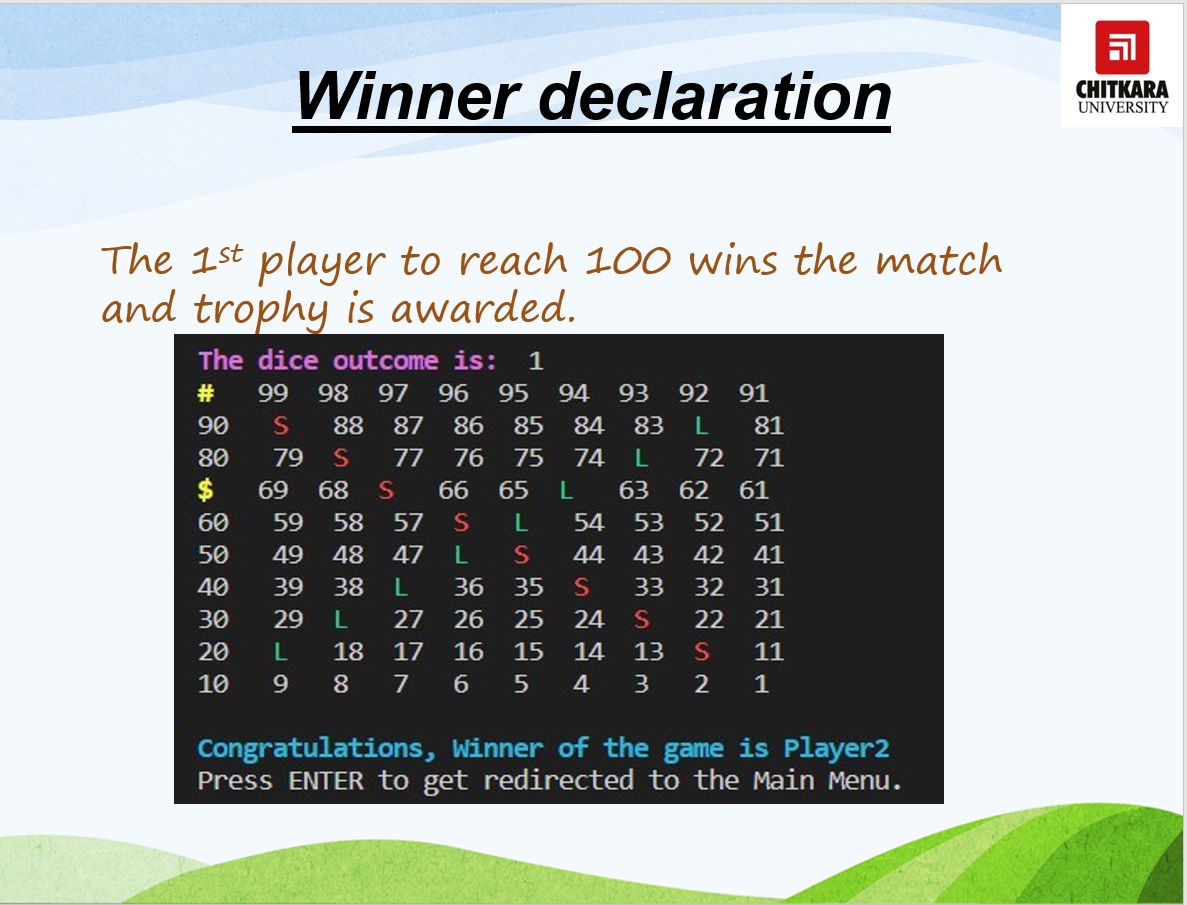 Winner declaration
CHITKARA
UNIVERSITY
The 1st player to reach 100 wins the match
and trophy is awarded.
The dice outcome is: 1
# 99 98 97 96 95 94 93 92 91
90 S 88 87 86 85 84 83 L 81
80 79 S 77 76 75 74 L 72 71
$ 69 68 S 66 65 L 63 62 61
60 59 58 57 S L 54 53 52 51
50 49 48 47 L S 44 43 42 41
40 39 38 L 36 35 S 33 32 31
30 29 L 27 26 25 24 S 22 21
20 L 18 17 16 15 14 13 S 11
10 9 8 7 6 5 4 3 2 1
Congratulations, Winner of the game is Player2
Press ENTER to get redirected to the Main Menu.